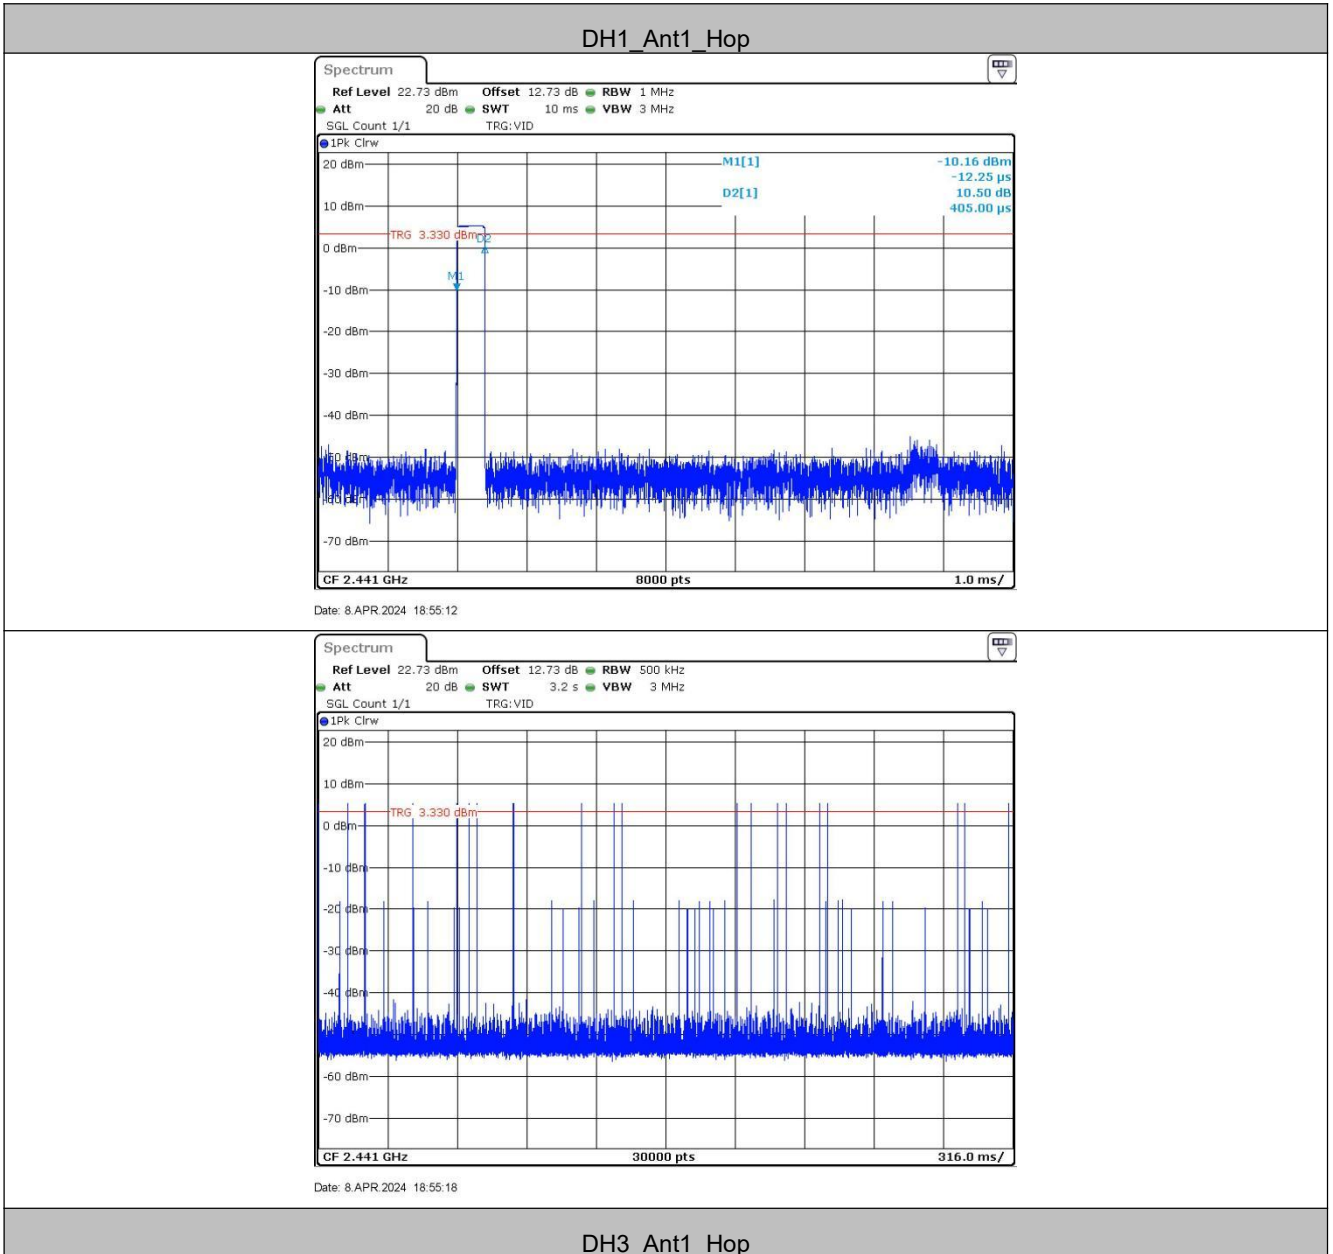 DH1_Ant1_Hop
Spectrum
Ref Level 22.73 dBm Offset 12.73 dB RBW 1 MHz
Att 20 dB SWT 10 ms VBW 3 MHz
SGL Count 1/1 TRG:VID
1Pk Clrw
20 dBm
M1[1] -10.16 dBm
-12.25 µs
D2[1] 10.50 dB
405.00 µs
10 dBm
TRG 3.330 dBm
D2
0 dBm
M1
-10 dBm
-20 dBm
-30 dBm
-40 dBm
-50 dBm
-60 dBm
-70 dBm
CF 2.441 GHz 8000 pts 1.0 ms/
Date: 8.APR.2024 18:55:12
Spectrum
Ref Level 22.73 dBm Offset 12.73 dB RBW 500 kHz
Att 20 dB SWT 3.2 s VBW 3 MHz
SGL Count 1/1 TRG:VID
1Pk Clrw
20 dBm
10 dBm
TRG 3.330 dBm
0 dBm
-10 dBm
-20 dBm
-30 dBm
-40 dBm
-60 dBm
-70 dBm
CF 2.441 GHz 30000 pts 316.0 ms/
Date: 8.APR.2024 18:55:18
DH3_Ant1_Hop